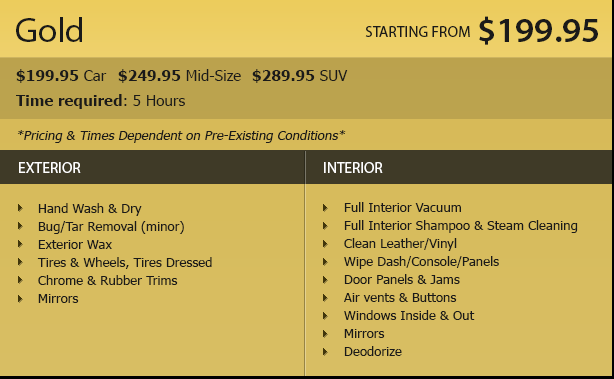 Gold
STARTING FROM $199.95
$199.95 Car $249.95 Mid-Size $289.95 SUV
Time required: 5 Hours
*Pricing & Times Dependent on Pre-Existing Conditions*
EXTERIOR
Hand Wash & Dry
Bug/Tar Removal (minor)
Exterior Wax
Tires & Wheels, Tires Dressed
Chrome & Rubber Trims
Mirrors
INTERIOR
Full Interior Vacuum
Full Interior Shampoo & Steam Cleaning
Clean Leather/Vinyl
Wipe Dash/Console/Panels
Door Panels & Jams
Air vents & Buttons
Windows Inside & Out
Mirrors
Deodorize